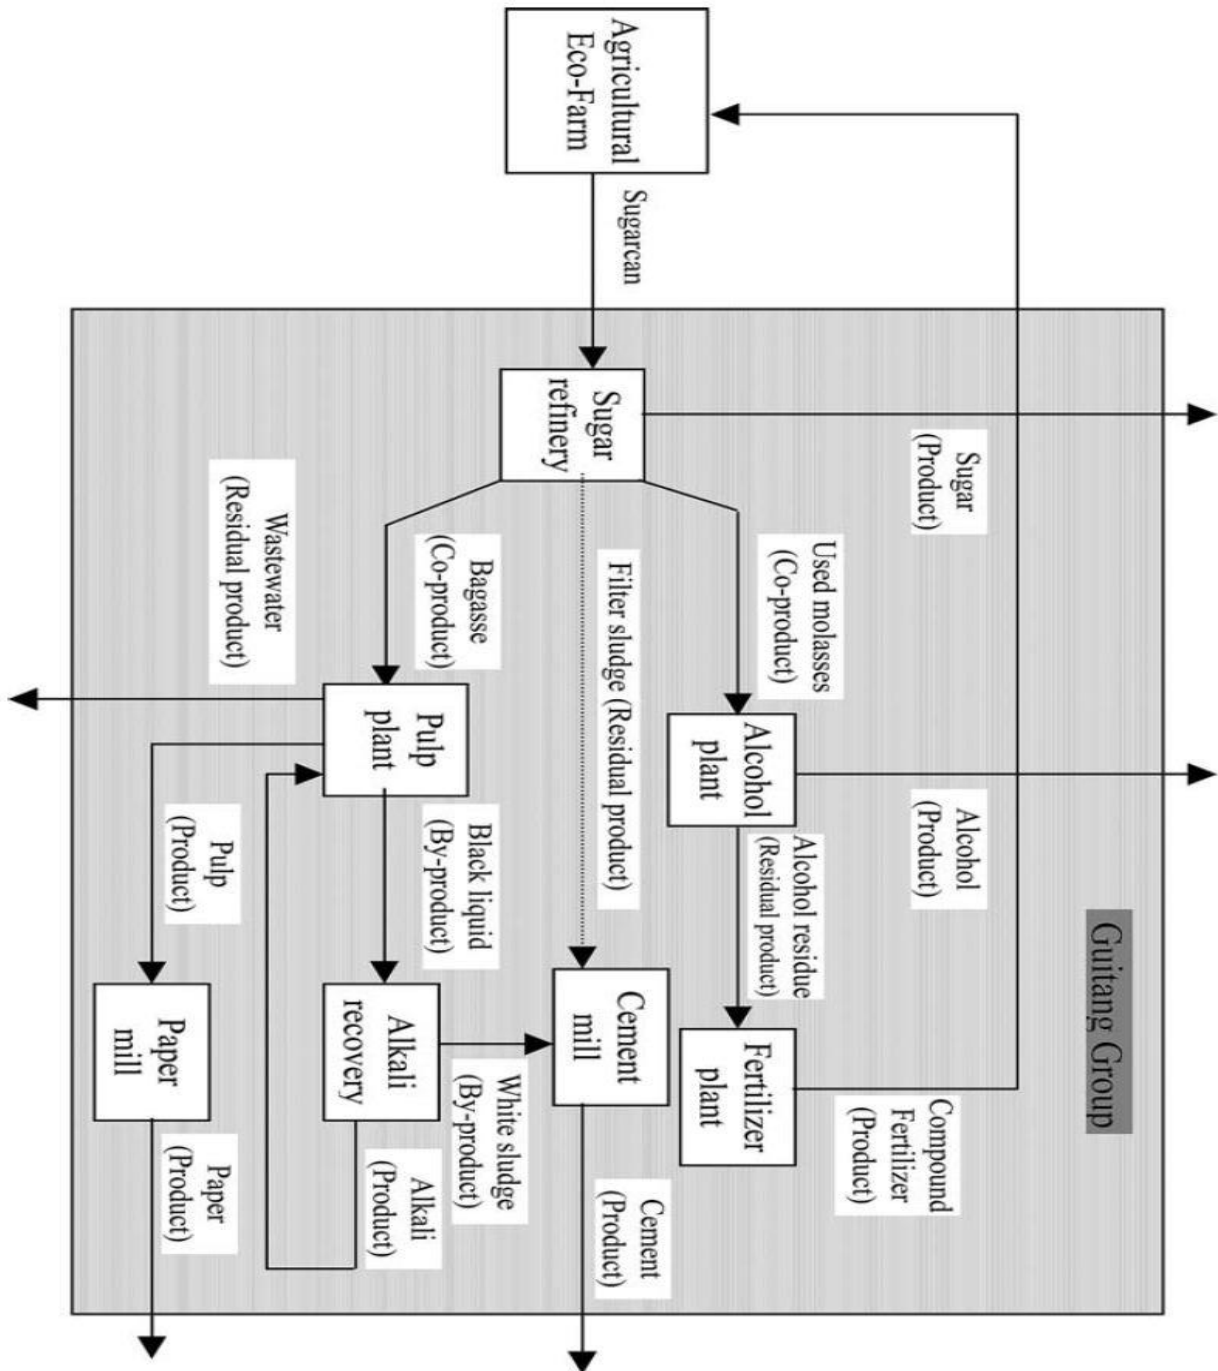 Agricultural
Eco-Farm
Sugarcan
Sugar
refinery
Sugar
(Product)
Used molasses
(Co-product)
Filter sludge (Residual product)
Bagasse
(Co-product)
Wastewater
(Residual product)
Alcohol
plant
Alcohol
(Product)
Alcohol residue
(Residual product)
Pulp
plant
Black liquid
(By-product)
Pulp
(Product)
Guitang Group
Fertilizer
plant
Compound
Fertilizer
(Product)
Cement
mill
Cement
(Product)
White sludge
(By-product)
Alkali
recovery
Alkali
(Product)
Paper
mill
Paper
(Product)